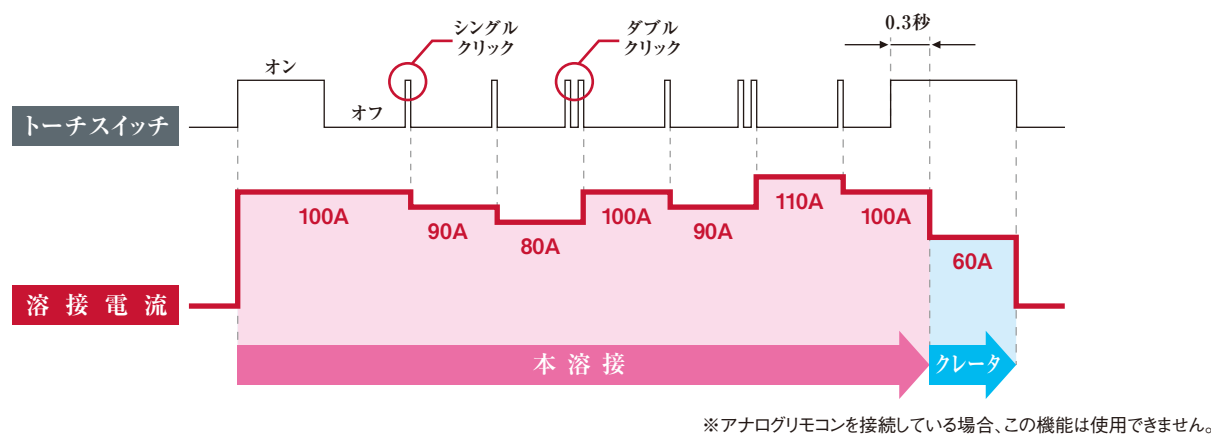 シングル
クリック
ダブル
クリック
0.3秒
オン
オフ
トーチスイッチ
100A
90A
80A
100A
90A
110A
100A
60A
溶接電流
本溶接
クレータ
※アナログリモコンを接続している場合、この機能は使用できません。